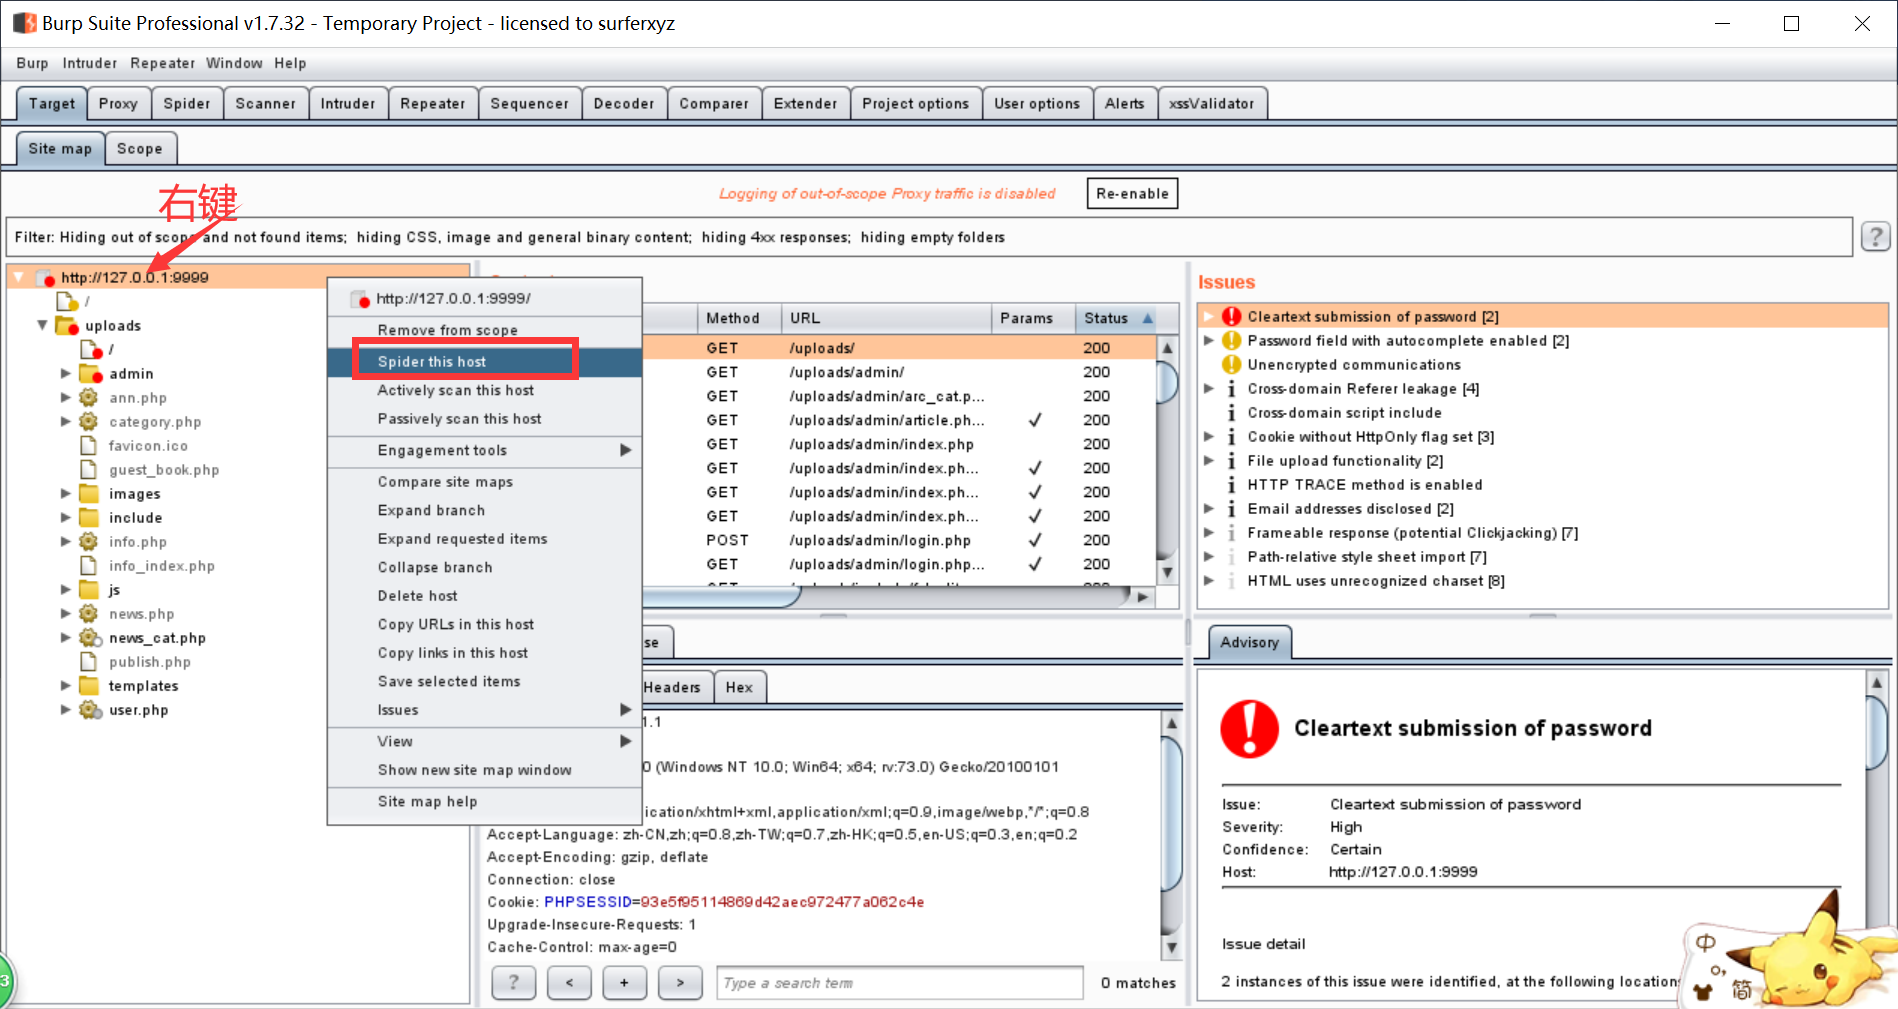 Burp Suite Professional v1.7.32 - Temporary Project - licensed to surferxyz
Burp Intruder Repeater Window Help
Target Proxy Spider Scanner Intruder Repeater Sequencer Decoder Comparer Extender Project options User options Alerts xssValidator
Site map Scope
右键
Logging of out-of-scope Proxy traffic is disabled Re-enable
Filter: Hiding out of scope and not found items; hiding CSS, image and general binary content; hiding 4xx responses; hiding empty folders ?
http://127.0.0.1:9999
/
uploads
/
admin
ann.php
category.php
favicon.ico
guest_book.php
images
include
info.php
info_index.php
js
news.php
news_cat.php
publish.php
templates
user.php
http://127.0.0.1:9999/
Remove from scope
Spider this host
Actively scan this host
Passively scan this host
Engagement tools
Compare site maps
Expand branch
Expand requested items
Collapse branch
Delete host
Copy URLs in this host
Copy links in this host
Save selected items
Issues
View
Show new site map window
Site map help
Method URL Params Status
GET /uploads/ 200
GET /uploads/admin/ 200
GET /uploads/admin/arc_cat.p... 200
GET /uploads/admin/article.ph... ✓ 200
GET /uploads/admin/index.php 200
GET /uploads/admin/index.ph... ✓ 200
GET /uploads/admin/index.ph... ✓ 200
GET /uploads/admin/index.ph... ✓ 200
POST /uploads/admin/login.php ✓ 200
GET /uploads/admin/login.php... ✓ 200
se
Headers Hex
1.1
0 (Windows NT 10.0; Win64; x64; rv:73.0) Gecko/20100101
ication/xhtml+xml,application/xml;q=0.9,image/webp,*/*;q=0.8
Accept-Language: zh-CN,zh;q=0.8,zh-TW;q=0.7,zh-HK;q=0.5,en-US;q=0.3,en;q=0.2
Accept-Encoding: gzip, deflate
Connection: close
Cookie: PHPSESSID=93e5f95114869d42aec972477a062c4e
Upgrade-Insecure-Requests: 1
Cache-Control: max-age=0
? < + > Type a search term 0 matches
Issues
Cleartext submission of password [2]
Password field with autocomplete enabled [2]
Unencrypted communications
Cross-domain Referer leakage [4]
Cross-domain script include
Cookie without HttpOnly flag set [3]
File upload functionality [2]
HTTP TRACE method is enabled
Email addresses disclosed [2]
Frameable response (potential Clickjacking) [7]
Path-relative style sheet import [7]
HTML uses unrecognized charset [8]
Advisory
Cleartext submission of password
Issue: Cleartext submission of password
Severity: High
Confidence: Certain
Host: http://127.0.0.1:9999
Issue detail
2 instances of this issue were identified, at the following locations
中
简
3